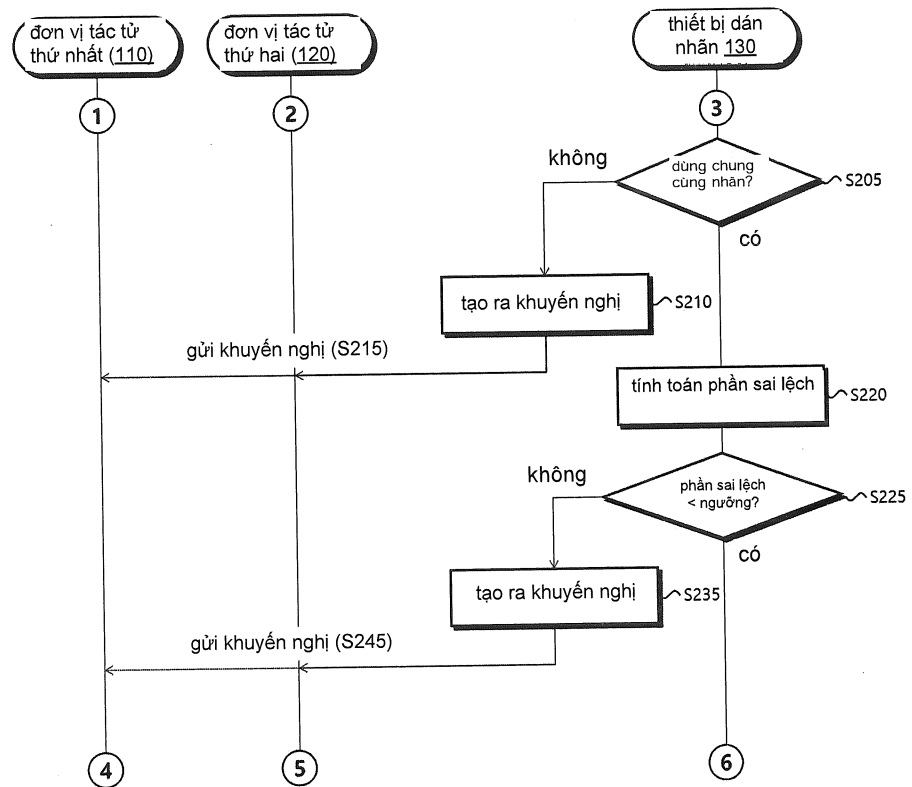 đơn vị tác tử
thứ nhất (110)
đơn vị tác tử
thứ hai (120)
thiết bị dán
nhãn 130
1
2
3
không
dùng chung
cùng nhãn?
S205
có
tạo ra khuyến nghị
S210
gửi khuyến nghị (S215)
tính toán phần sai lệch
S220
không
phần sai lệch
< ngưỡng?
S225
có
tạo ra khuyến nghị
S235
gửi khuyến nghị (S245)
4
5
6